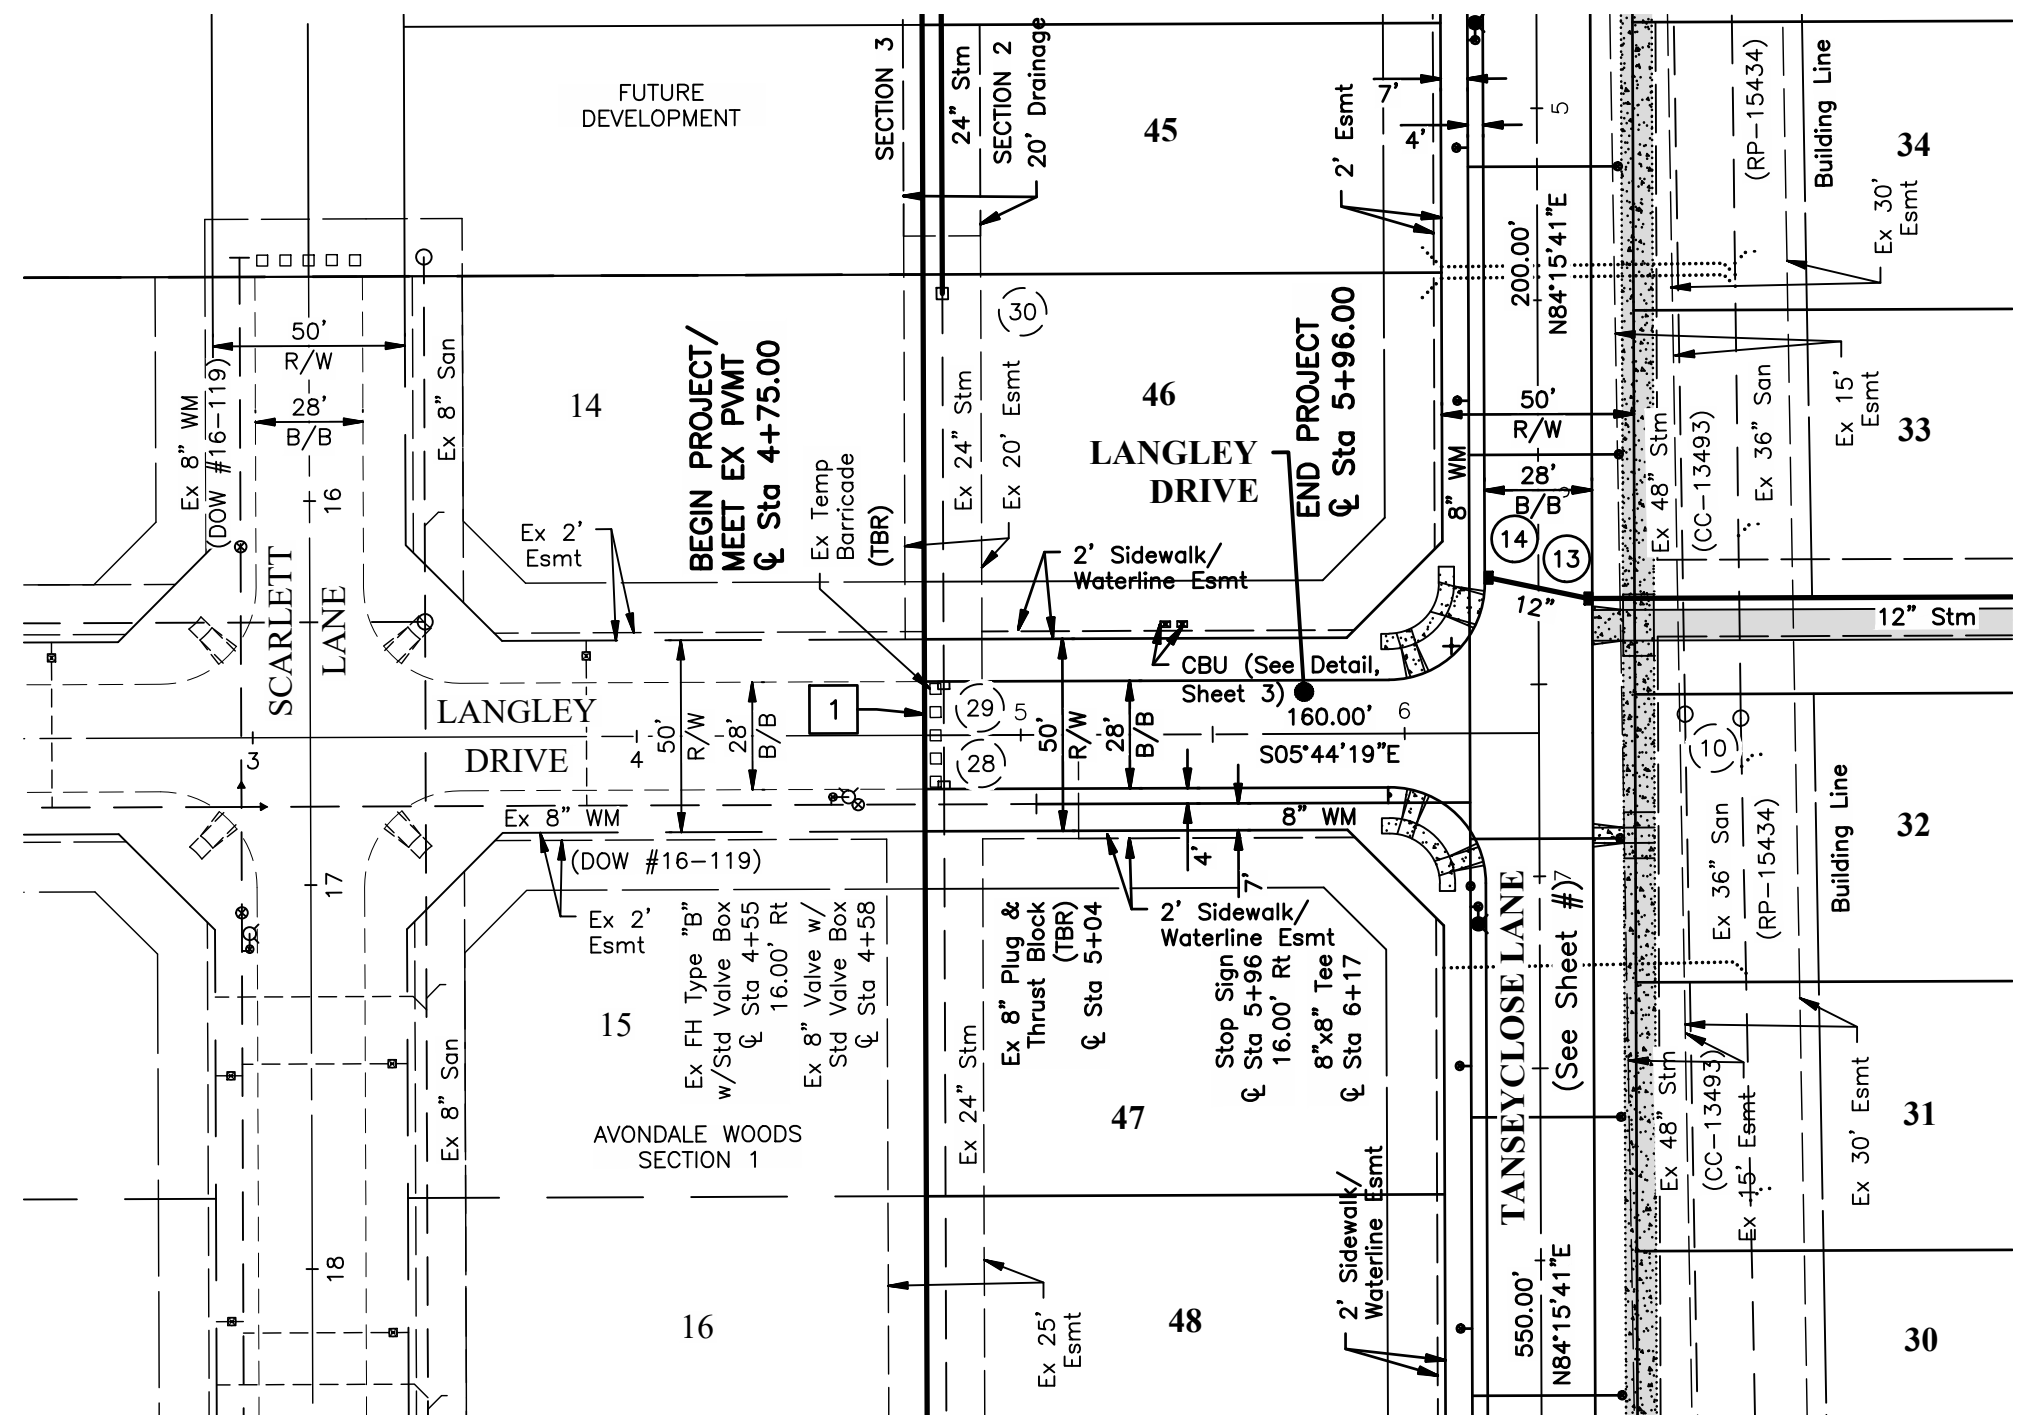 FUTURE
DEVELOPMENT
SECTION 3
24" Stm
SECTION 2
20' Drainage
45
2' Esmt
7'
4'
5
200.00'
N84°15'41"E
(RP-15434)
Building Line
34
Ex 30'
Esmt
50'
R/W
28'
B/B
Ex 8" WM
(DOW #16-119)
Ex 8" San
16
14
BEGIN PROJECT/
MEET EX PVMT
℄ Sta 4+75.00
Ex Temp
Barricade
(TBR)
30
Ex 24" Stm
Ex 20' Esmt
46
LANGLEY
DRIVE
END PROJECT
℄ Sta 5+96.00
8" WM
50'
R/W
28'
B/B
14
13
12"
Ex 48" Stm
(CC-13493)
Ex 36" San
Ex 15'
Esmt
33
Ex 2'
Esmt
2' Sidewalk/
Waterline Esmt
SCARLETT
LANE
12" Stm
CBU (See Detail,
Sheet 3)
LANGLEY
DRIVE
3
4
50'
R/W
28'
B/B
1
29
28
5
50'
R/W
28'
B/B
160.00'
S05°44'19"E
6
10
Ex 8" WM
(DOW #16-119)
8" WM
4'
7'
Ex 36" San
(RP-15434)
Building Line
32
17
Ex 2'
Esmt
Ex FH Type "B"
w/Std Valve Box
℄ Sta 4+55
16.00' Rt
Ex 8" Valve w/
Std Valve Box
℄ Sta 4+58
Ex 8" Plug &
Thrust Block
(TBR)
℄ Sta 5+04
2' Sidewalk/
Waterline Esmt
Stop Sign
℄ Sta 5+96
16.00' Rt
8"x8" Tee
℄ Sta 6+17
TANSEYCLOSE LANE
(See Sheet #)
7
15
Ex 8" San
AVONDALE WOODS
SECTION 1
Ex 24" Stm
47
Ex 48" Stm
(CC-13493)
Ex 15' Esmt
Ex 30' Esmt
31
2' Sidewalk/
Waterline Esmt
18
16
Ex 25'
Esmt
48
550.00'
N84°15'41"E
30